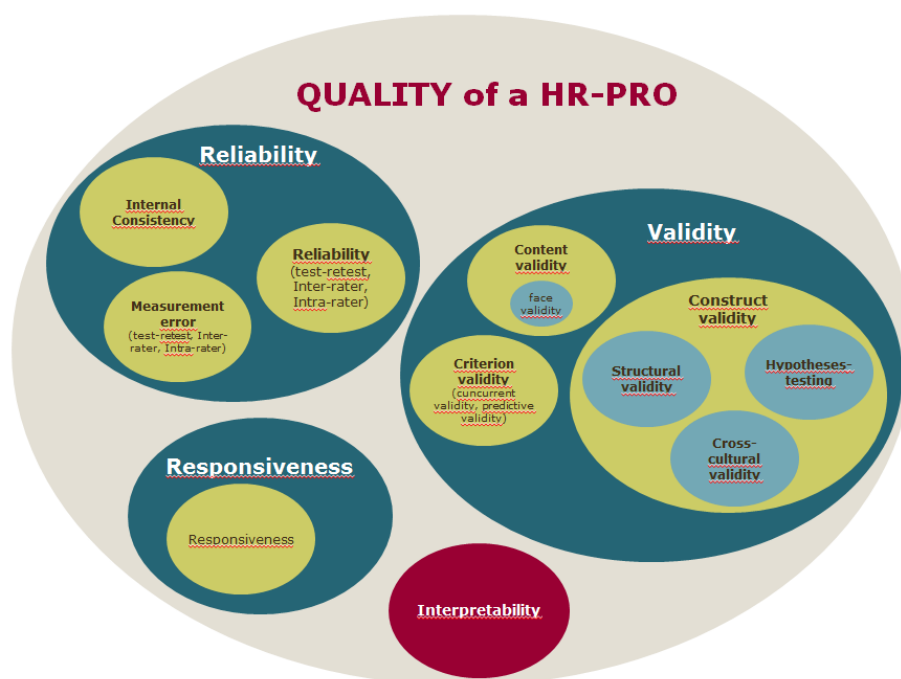 QUALITY of a HR-PRO
Reliability
Internal
Consistency
Reliability
(test-retest,
Inter-rater,
Intra-rater)
Measurement
error
(test-retest, Inter-
rater, Intra-rater)
Validity
Content
validity
face
validity
Construct
validity
Criterion
validity
(cuncurrent
validity, predictive
validity)
Structural
validity
Hypotheses-
testing
Cross-
cultural
validity
Responsiveness
Responsiveness
Interpretability